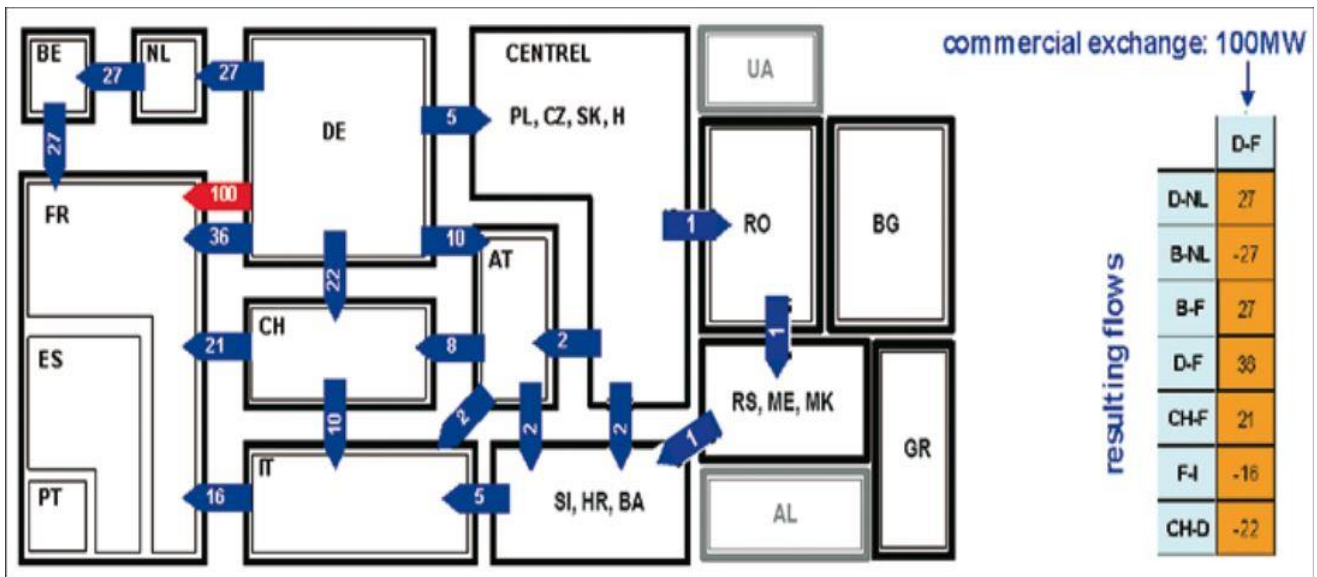 BE
27
NL
27
27
DE
5
CENTREL
PL, CZ, SK, H
UA
FR
100
36
22
10
AT
1
RO
BG
CH
21
8
2
1
ES
10
2
2
2
RS, ME, MK
1
GR
PT
IT
16
5
SI, HR, BA
AL
commercial exchange: 100MW
D-F
resulting flows
D-NL 27
B-NL -27
B-F 27
D-F 36
CH-F 21
F-I -16
CH-D -22